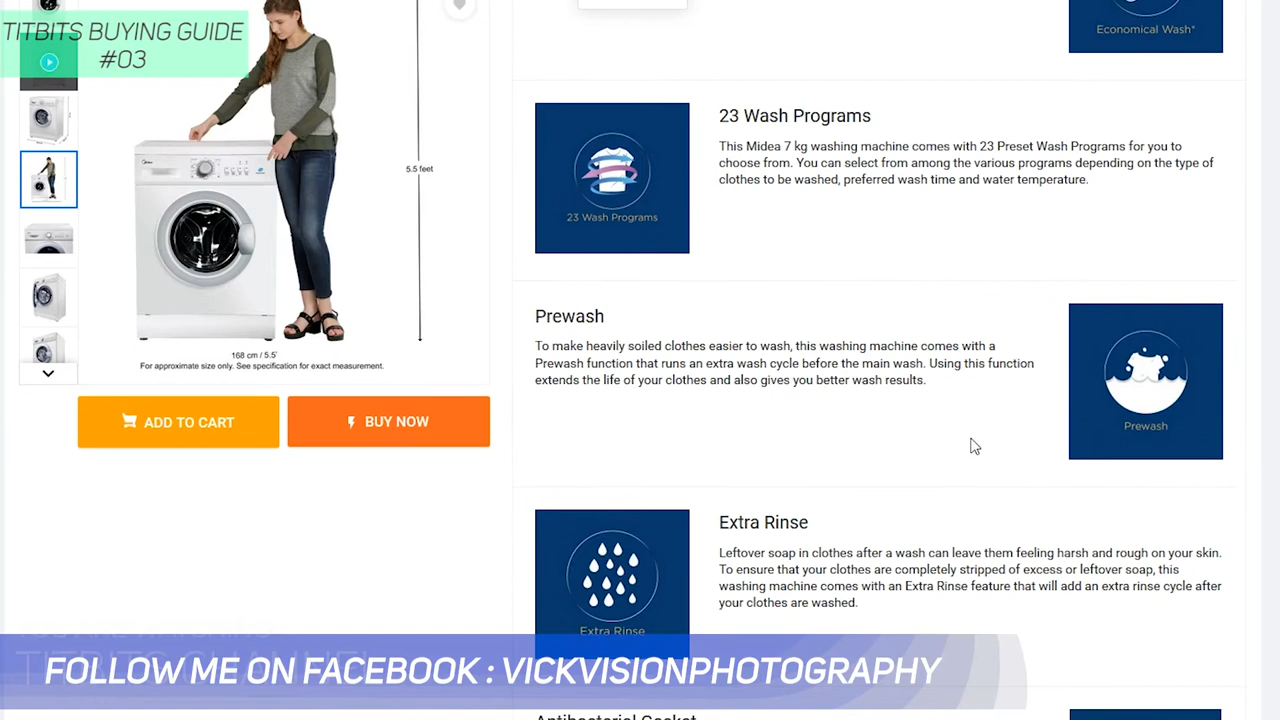 TITBITS BUYING GUIDE
#03
Economical Wash*
23 Wash Programs
This Midea 7 kg washing machine comes with 23 Preset Wash Programs for you to
choose from. You can select from among the various programs depending on the type of
clothes to be washed, preferred wash time and water temperature.
23 Wash Programs
5.5 feet
Prewash
To make heavily soiled clothes easier to wash, this washing machine comes with a
Prewash function that runs an extra wash cycle before the main wash. Using this function
extends the life of your clothes and also gives you better wash results.
Prewash
168 cm / 5.5'
For approximate size only. See specification for exact measurement.
ADD TO CART
BUY NOW
Extra Rinse
Leftover soap in clothes after a wash can leave them feeling harsh and rough on your skin.
To ensure that your clothes are completely stripped of excess or leftover soap, this
washing machine comes with an Extra Rinse feature that will add an extra rinse cycle after
your clothes are washed.
Extra Rinse
FOLLOW ME ON FACEBOOK : VICKVISIONPHOTOGRAPHY
Antibacterial Gasket